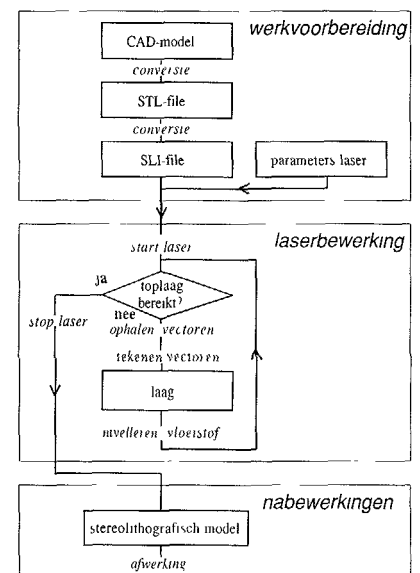 werkvoorbereiding
CAD-model
conversie
STL-file
conversie
SLI-file
parameters laser
laserbewerking
start laser
ja
toplaag
bereikt?
nee
stop laser
ophalen vectoren
tekenen vectoren
laag
nivelleren vloeistof
nabewerkingen
stereolithografisch model
afwerking